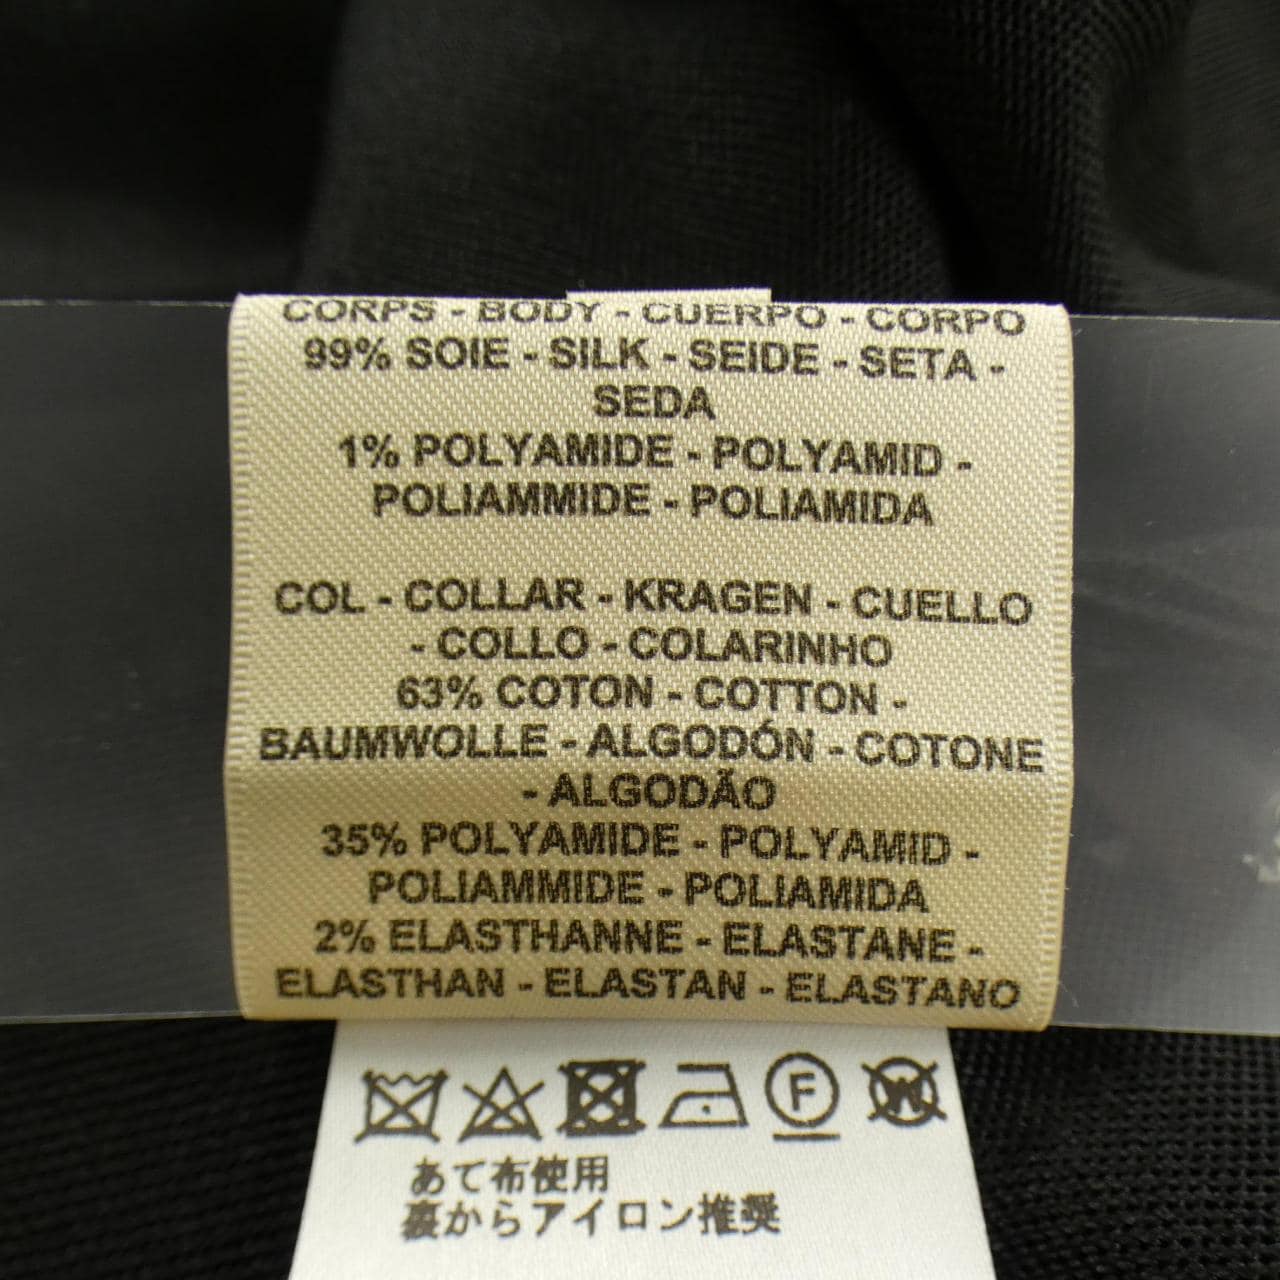 CORPS - BODY - CUERPO - CORPO
99% SOIE - SILK - SEIDE - SETA -
SEDA
1% POLYAMIDE - POLYAMID -
POLIAMMIDE - POLIAMIDA
COL - COLLAR - KRAGEN - CUELLO
- COLLO - COLARINHO
63% COTON - COTTON -
BAUMWOLLE - ALGODÓN - COTONE
- ALGODÃO
35% POLYAMIDE - POLYAMID -
POLIAMMIDE - POLIAMIDA
2% ELASTHANNE - ELASTANE -
ELASTHAN - ELASTAN - ELASTANO
F W
あて布使用
裏からアイロン推奨